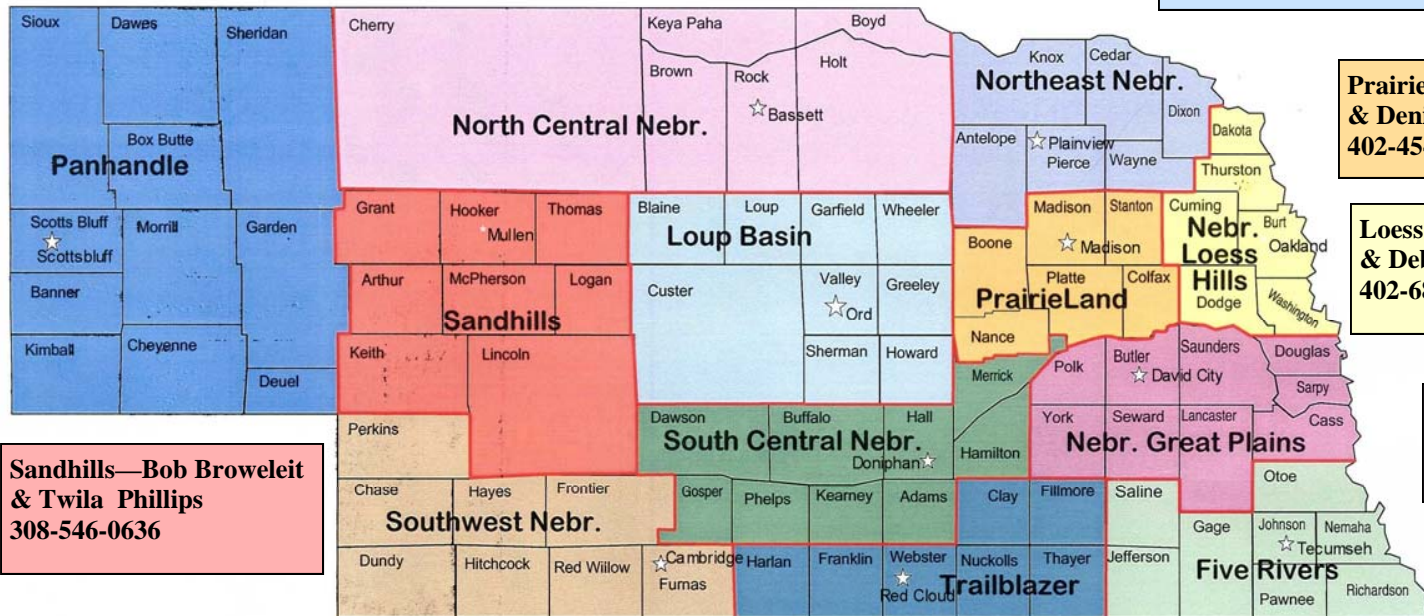 Sioux
Dawes
Sheridan
Box Butte
Panhandle
Scotts Bluff
Scottsbluff
Morrill
Garden
Banner
Kimball
Cheyenne
Deuel
Cherry
Keya Paha
Boyd
Brown
Rock
Holt
Bassett
North Central Nebr.
Knox
Cedar
Northeast Nebr.
Dixon
Antelope
Plainview
Pierce
Wayne
Dakota
Thurston
Cuming
Burt
Nebr.
Oakland
Loess
Hills
Dodge
Washington
Grant
Hooker
Thomas
Mullen
Arthur
McPherson
Logan
Sandhills
Keith
Lincoln
Blaine
Loup
Garfield
Wheeler
Loup Basin
Custer
Valley
Ord
Greeley
Sherman
Howard
Madison
Stanton
Boone
Madison
Platte
Colfax
PrairieLand
Nance
Merrick
Polk
Butler
Saunders
Douglas
David City
Sarpy
York
Seward
Lancaster
Cass
Nebr. Great Plains
Dawson
Buffalo
Hall
South Central Nebr.
Doniphan
Hamilton
Gosper
Phelps
Kearney
Adams
Perkins
Chase
Hayes
Frontier
Southwest Nebr.
Dundy
Hitchcock
Red Willow
Cambridge
Furnas
Clay
Fillmore
Harlan
Franklin
Webster
Nuckolls
Thayer
Red Cloud
Trailblazer
Saline
Otoe
Gage
Johnson
Nemaha
Tecumseh
Jefferson
Five Rivers
Pawnee
Richardson
Sandhills—Bob Broweleit
& Twila Phillips
308-546-0636
Prairie
& Den
402-45
Loess
& Deb
402-68